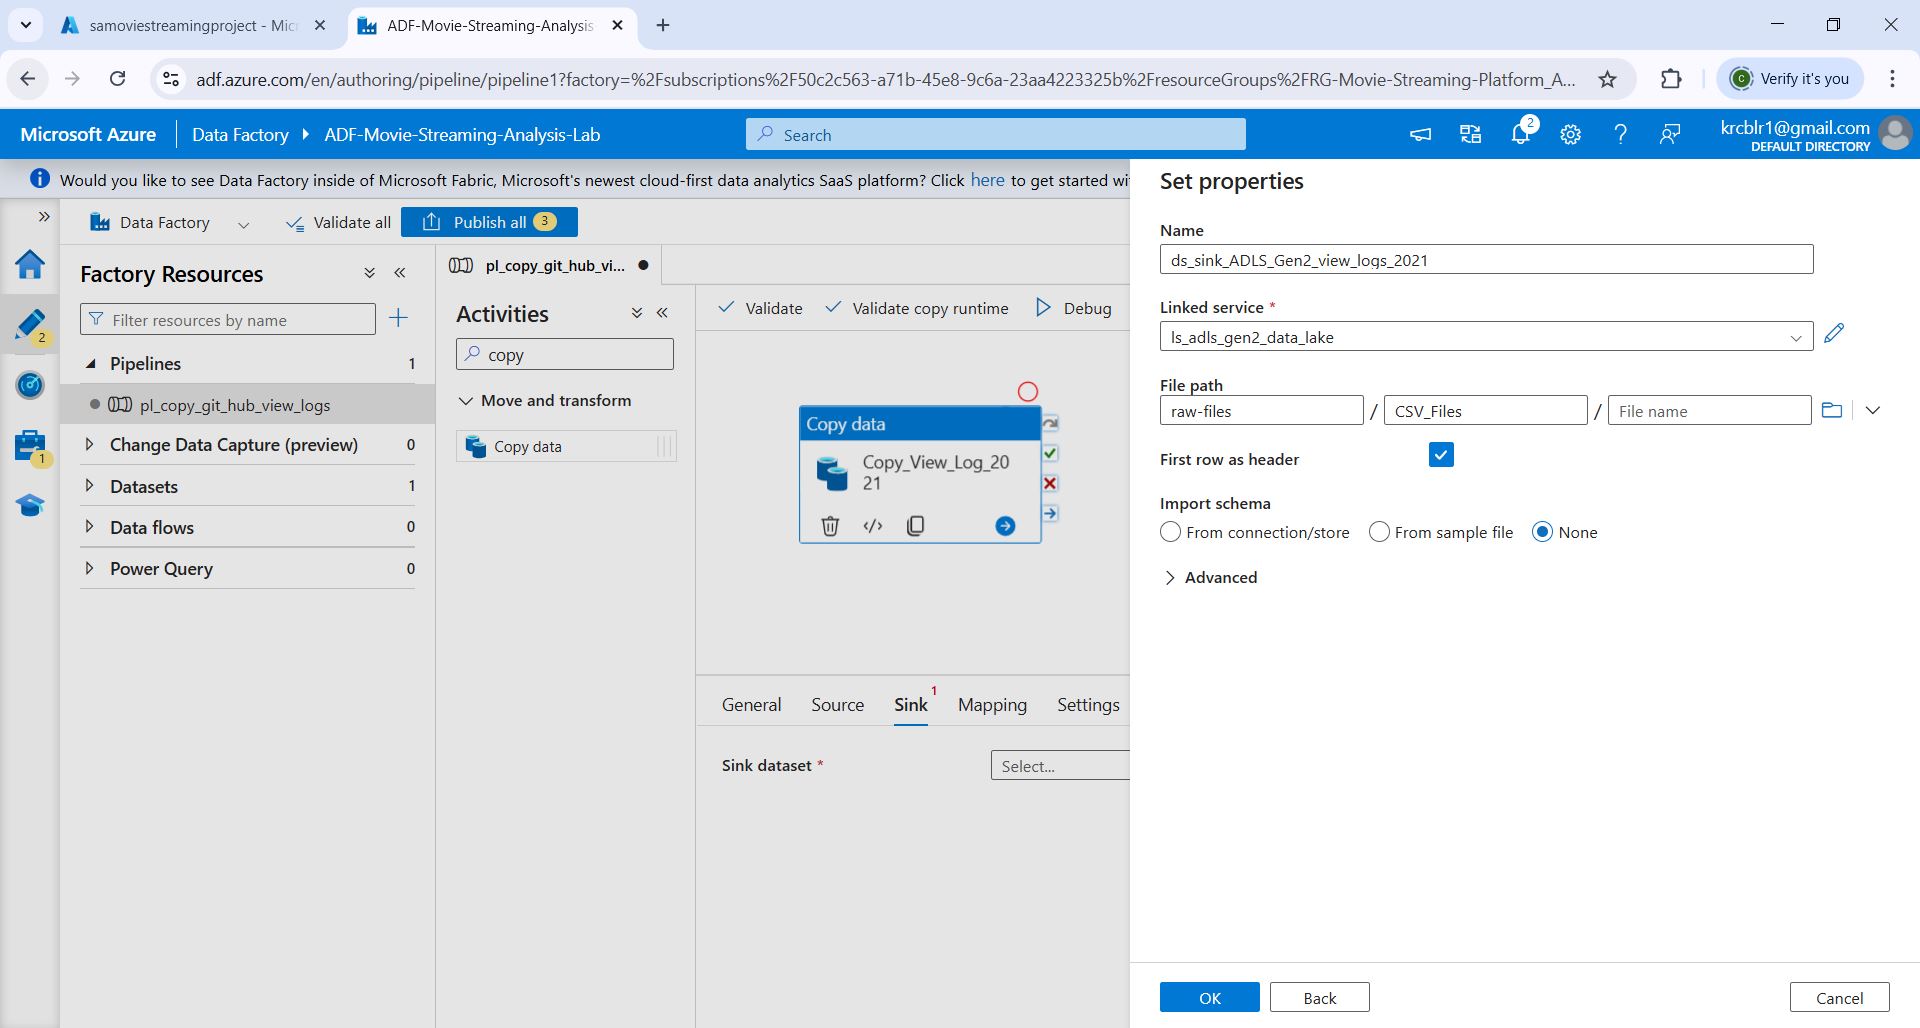 samoviestreamingproject - Micr
ADF-Movie-Streaming-Analysis
adf.azure.com/en/authoring/pipeline/pipeline1?factory=%2Fsubscriptions%2F50c2c563-a71b-45e8-9c6a-23aa4223325b%2FresourceGroups%2FRG-Movie-Streaming-Platform_A...
C
Verify it's you
Microsoft Azure
Data Factory
ADF-Movie-Streaming-Analysis-Lab
Search
2
krcblr1@gmail.com
DEFAULT DIRECTORY
Would you like to see Data Factory inside of Microsoft Fabric, Microsoft's newest cloud-first data analytics SaaS platform? Click here to get started wi
Data Factory
Validate all
Publish all 3
2
1
Factory Resources
Filter resources by name
Pipelines 1
pl_copy_git_hub_view_logs
Change Data Capture (preview) 0
Datasets 1
Data flows 0
Power Query 0
pl_copy_git_hub_vi...
Activities
copy
Move and transform
Copy data
Validate
Validate copy runtime
Debug
Copy data
Copy_View_Log_20
21
General
Source
Sink 1
Mapping
Settings
Sink dataset *
Select...
Set properties
Name
ds_sink_ADLS_Gen2_view_logs_2021
Linked service *
ls_adls_gen2_data_lake
File path
raw-files / CSV_Files / File name
First row as header
Import schema
From connection/store
From sample file
None
Advanced
OK
Back
Cancel